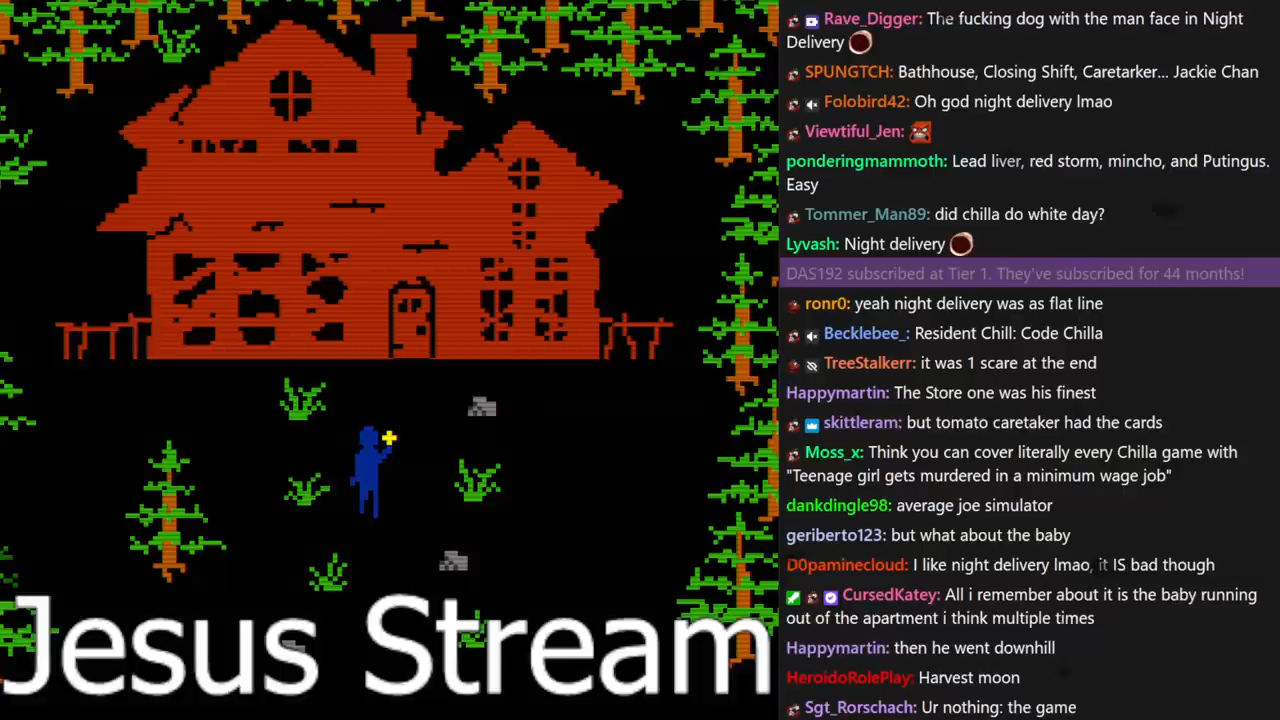 Rave_Digger: The fucking dog with the man face in Night
Delivery
SPUNGTCH: Bathhouse, Closing Shift, Caretarker... Jackie Chan
Folobird42: Oh god night delivery lmao
Viewtiful_Jen:
ponderingmammoth: Lead liver, red storm, mincho, and Putingus.
Easy
Tommer_Man89: did chilla do white day?
Lyvash: Night delivery
DAS192 subscribed at Tier 1. They've subscribed for 44 months!
ronr0: yeah night delivery was as flat line
Becklebee_: Resident Chill: Code Chilla
TreeStalkerr: it was 1 scare at the end
Happymartin: The Store one was his finest
skittleram: but tomato caretaker had the cards
Moss_x: Think you can cover literally every Chilla game with
"Teenage girl gets murdered in a minimum wage job"
dankdingle98: average joe simulator
geriberto123: but what about the baby
D0paminecloud: I like night delivery lmao, it IS bad though
CursedKatey: All i remember about it is the baby running
out of the apartment i think multiple times
Happymartin: then he went downhill
HeroidoRolePlay: Harvest moon
Sgt_Rorschach: Ur nothing: the game
Jesus Stream